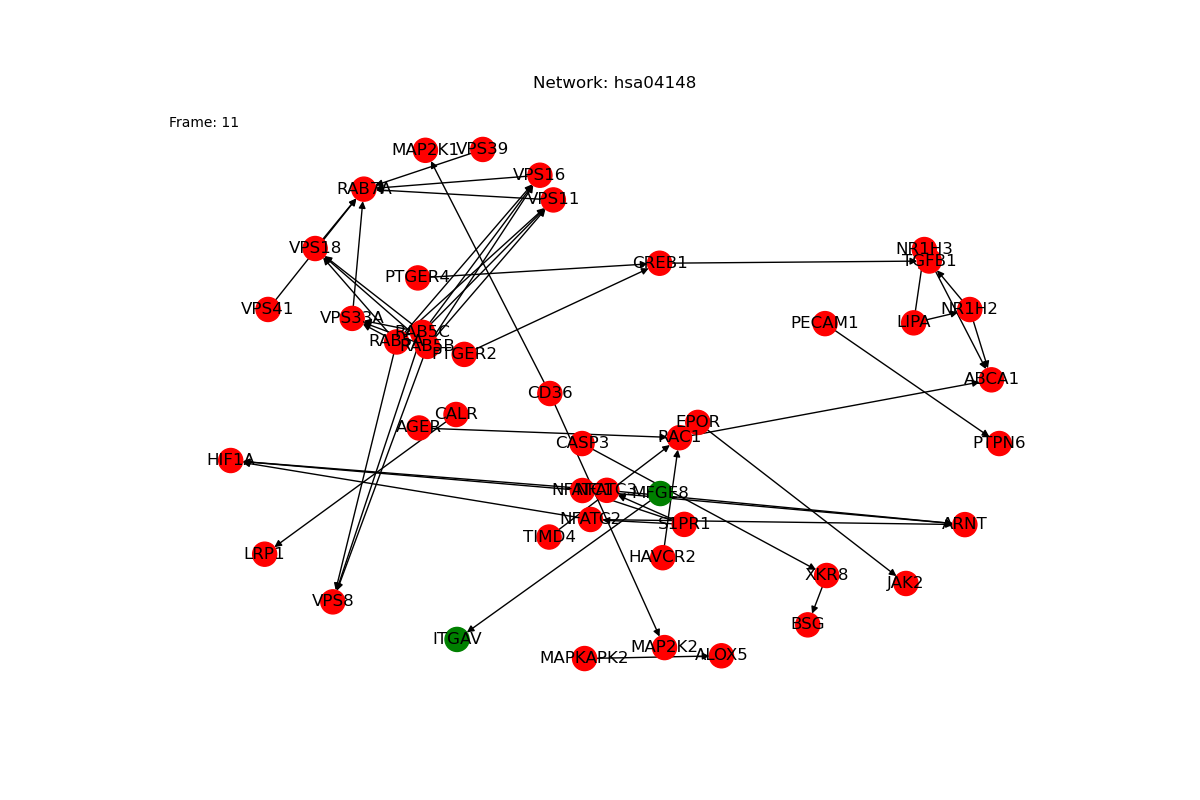 Network: hsa04148
Frame: 11
MAP2K1
VPS39
VPS16
RAB7A
VPS11
VPS18
NR1H3
TGFB1
CREB1
PTGER4
VPS41
NR1H2
VPS33A
PECAM1
LIPA
RAB5C
RAB5A
RAB5B
PTGER2
ABCA1
CD36
CALR
EPOR
AGER
RAC1
CASP3
PTPN6
HIF1A
NFATC3
MFGE8
NFATC2
S1PR1
ARNT
TIMD4
LRP1
HAVCR2
XKR8
JAK2
VPS8
BSG
ITGAV
MAP2K2
MAPKAPK2
ALOX5